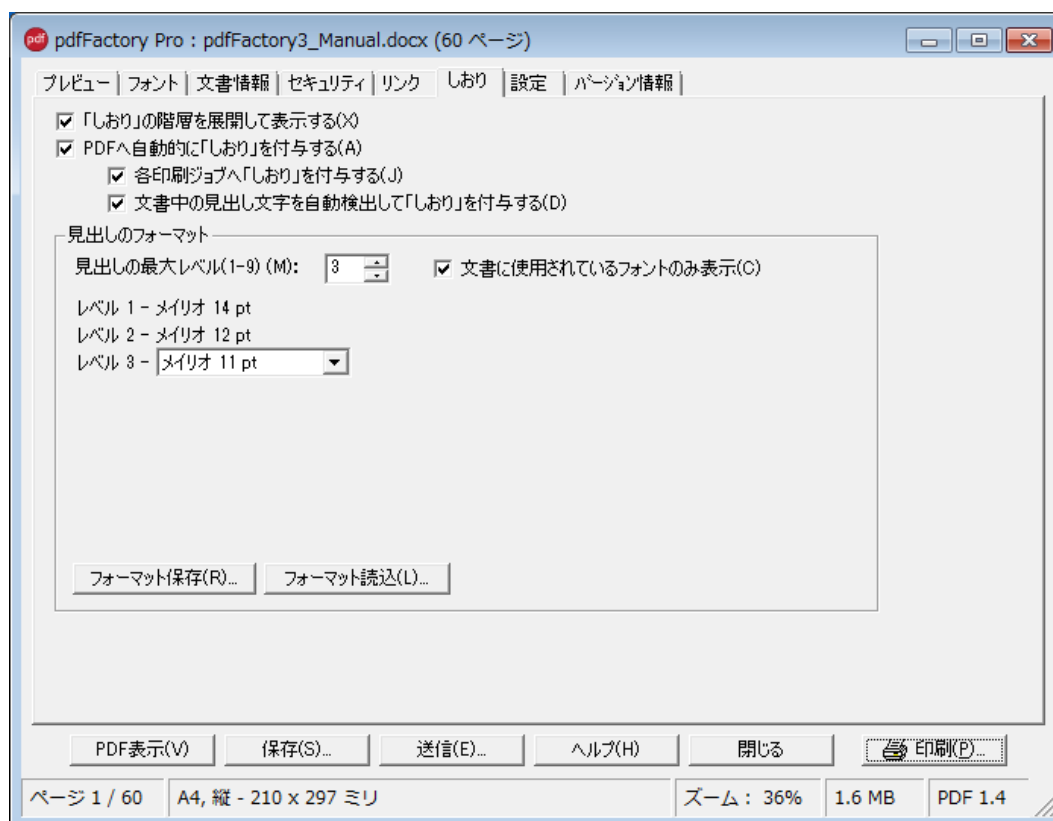 pdf pdfFactory Pro : pdfFactory3_Manual.docx (60 ページ)
プレビュー フォント 文書情報 セキュリティ リンク しおり 設定 バージョン情報
「しおり」の階層を展開して表示する(X)
PDFへ自動的に「しおり」を付与する(A)
各印刷ジョブへ「しおり」を付与する(J)
文書中の見出し文字を自動検出して「しおり」を付与する(D)
見出しのフォーマット
見出しの最大レベル(1-9) (M): 3 文書に使用されているフォントのみ表示(C)
レベル 1 - メイリオ 14 pt
レベル 2 - メイリオ 12 pt
レベル 3 - メイリオ 11 pt
フォーマット保存(R)... フォーマット読込(L)...
PDF表示(V) 保存(S)... 送信(E)... ヘルプ(H) 閉じる 印刷(P)...
ページ 1 / 60 A4, 縦 - 210 x 297 ミリ ズーム : 36% 1.6 MB PDF 1.4